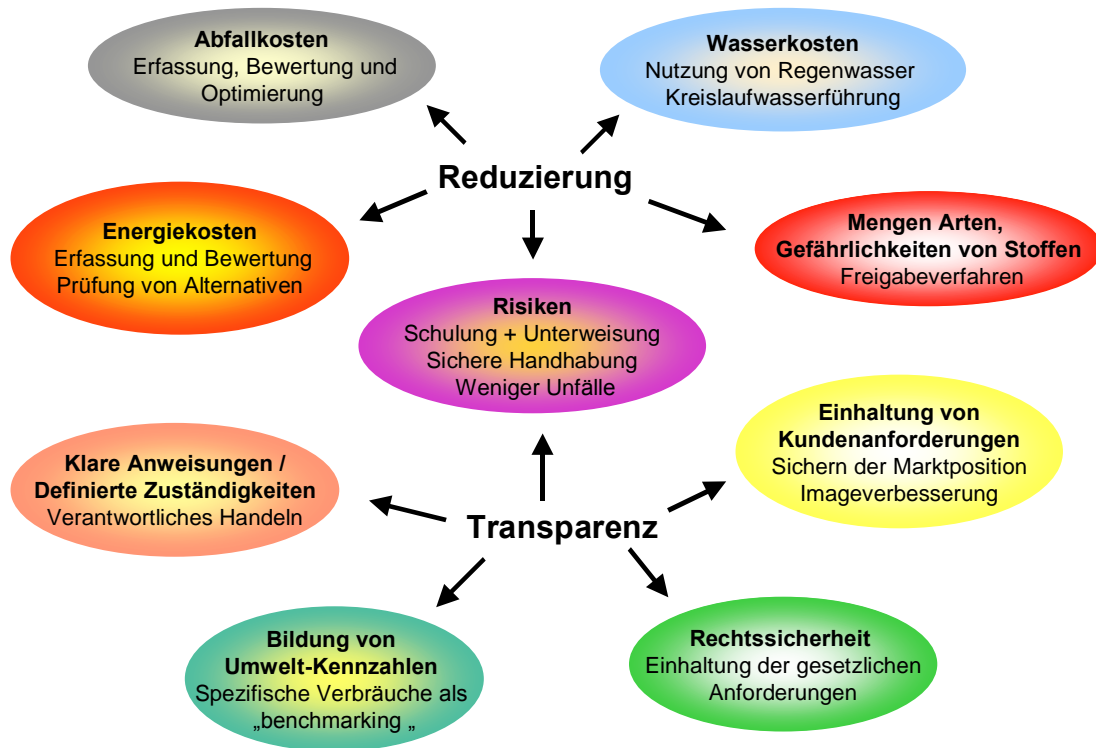 Abfallkosten
Erfassung, Bewertung und
Optimierung
Wasserkosten
Nutzung von Regenwasser
Kreislaufwasserführung
Reduzierung
Energiekosten
Erfassung und Bewertung
Prüfung von Alternativen
Mengen Arten,
Gefährlichkeiten von Stoffen
Freigabeverfahren
Risiken
Schulung + Unterweisung
Sichere Handhabung
Weniger Unfälle
Klare Anweisungen /
Definierte Zuständigkeiten
Verantwortliches Handeln
Einhaltung von
Kundenanforderungen
Sichern der Marktposition
Imageverbesserung
Transparenz
Bildung von
Umwelt-Kennzahlen
Spezifische Verbräuche als
„benchmarking „
Rechtssicherheit
Einhaltung der gesetzlichen
Anforderungen